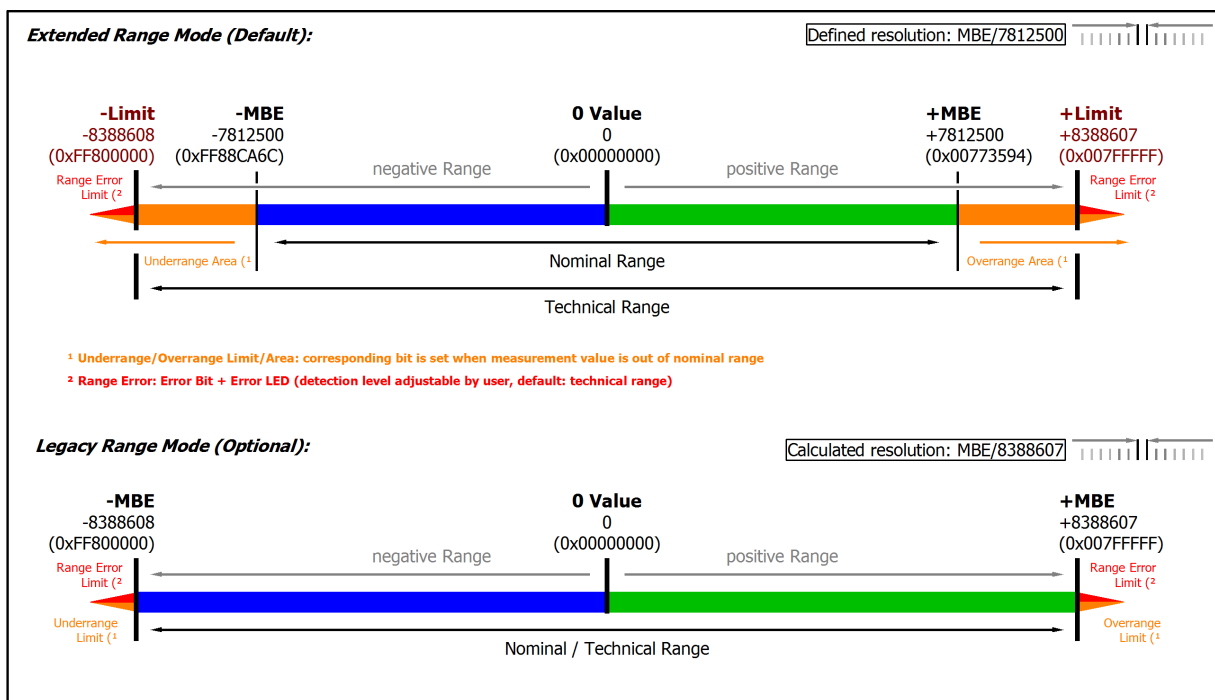 Extended Range Mode (Default):
Defined resolution: MBE/7812500
-Limit
-8388608
(0xFF800000)
-MBE
-7812500
(0xFF88CA6C)
0 Value
0
(0x00000000)
+MBE
+7812500
(0x00773594)
+Limit
+8388607
(0x007FFFFF)
negative Range
positive Range
Range Error
Limit (²
Range Error
Limit (²
Underrange Area (¹
Nominal Range
Overrange Area (¹
Technical Range
¹ Underrange/Overrange Limit/Area: corresponding bit is set when measurement value is out of nominal range
² Range Error: Error Bit + Error LED (detection level adjustable by user, default: technical range)
Legacy Range Mode (Optional):
Calculated resolution: MBE/8388607
-MBE
-8388608
(0xFF800000)
0 Value
0
(0x00000000)
+MBE
+8388607
(0x007FFFFF)
negative Range
positive Range
Range Error
Limit (²
Range Error
Limit (²
Underrange
Limit (¹
Overrange
Limit (¹
Nominal / Technical Range